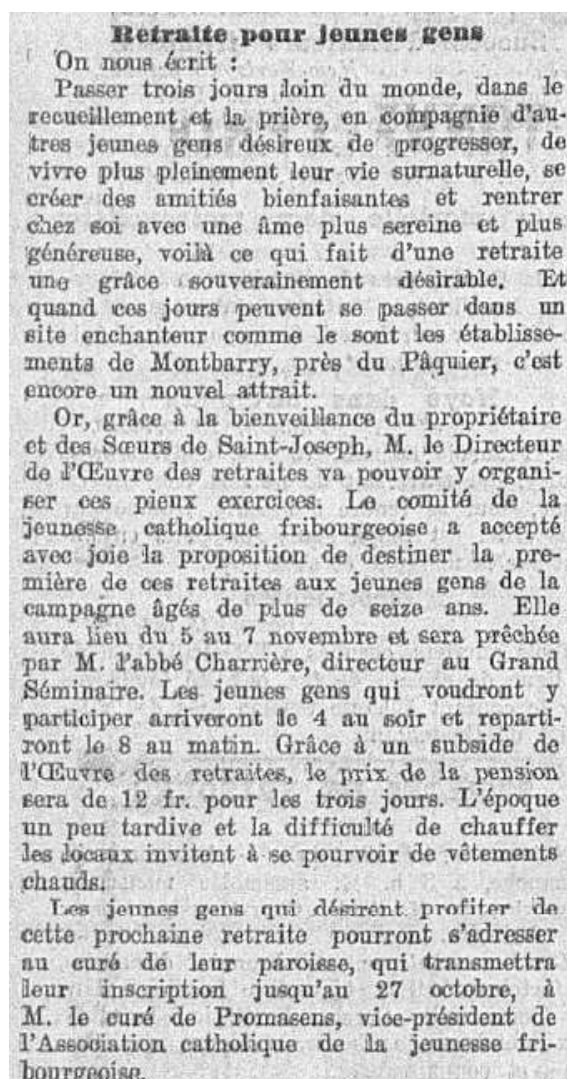 Retraite pour jeunes gens
On nous écrit :
Passer trois jours loin du monde, dans le
recueillement et la prière, en compagnie d'au-
tres jeunes gens désireux de progresser, de
vivre plus pleinement leur vie surnaturelle, se
créer des amitiés bienfaisantes et rentrer
chez soi avec une âme plus sereine et plus
généreuse, voilà ce qui fait d'une retraite
une grâce souverainement désirable. Et
quand ces jours peuvent se passer dans un
site enchanteur comme le sont les établisse-
ments de Montbarry, près du Pâquier, c'est
encore un nouvel attrait.
Or, grâce à la bienveillance du propriétaire
et des Sœurs de Saint-Joseph, M. le Directeur
de l'Œuvre des retraites va pouvoir y organi-
ser ces pieux exercices. Le comité de la
jeunesse catholique fribourgeoise a accepté
avec joie la proposition de destiner la pre-
mière de ces retraites aux jeunes gens de la
campagne âgés de plus de seize ans. Elle
aura lieu du 5 au 7 novembre et sera prêchée
par M. l'abbé Charrière, directeur au Grand
Séminaire. Les jeunes gens qui voudront y
participer arriveront le 4 au soir et reparti-
ront le 8 au matin. Grâce à un subside de
l'Œuvre des retraites, le prix de la pension
sera de 12 fr. pour les trois jours. L'époque
un peu tardive et la difficulté de chauffer
les locaux invitent à se pourvoir de vêtements
chauds.
Les jeunes gens qui désirent profiter de
cette prochaine retraite pourront s'adresser
au curé de leur paroisse, qui transmettra
leur inscription jusqu'au 27 octobre, à
M. le curé de Promasens, vice-président de
l'Association catholique de la jeunesse fri-
bourgeoise.